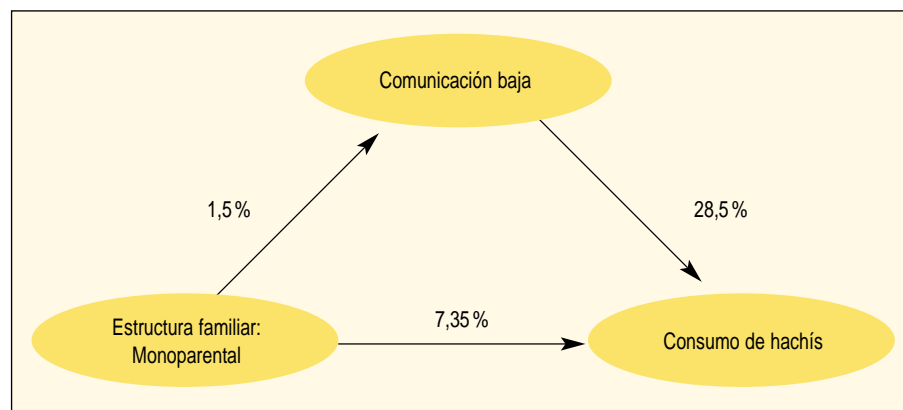 Comunicación baja
1,5 %
28,5 %
Estructura familiar:
Monoparental
7,35 %
Consumo de hachís